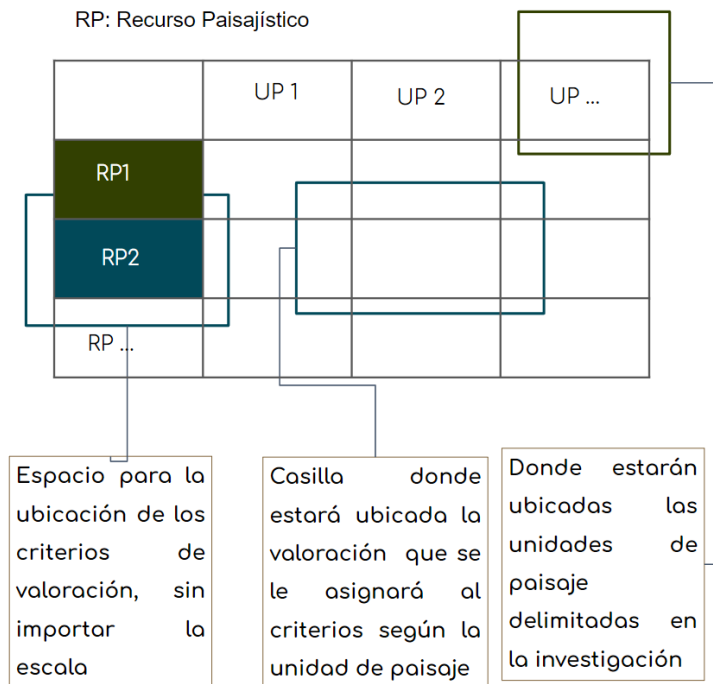 RP: Recurso Paisajístico
UP 1
UP 2
UP ...
RP1
RP2
RP ...
Espacio para la
ubicación de los
criterios de
valoración, sin
importar la
escala
Casilla donde
estará ubicada la
valoración que se
le asignará al
criterios según la
unidad de paisaje
Donde estarán
ubicadas las
unidades de
paisaje
delimitadas en
la investigación